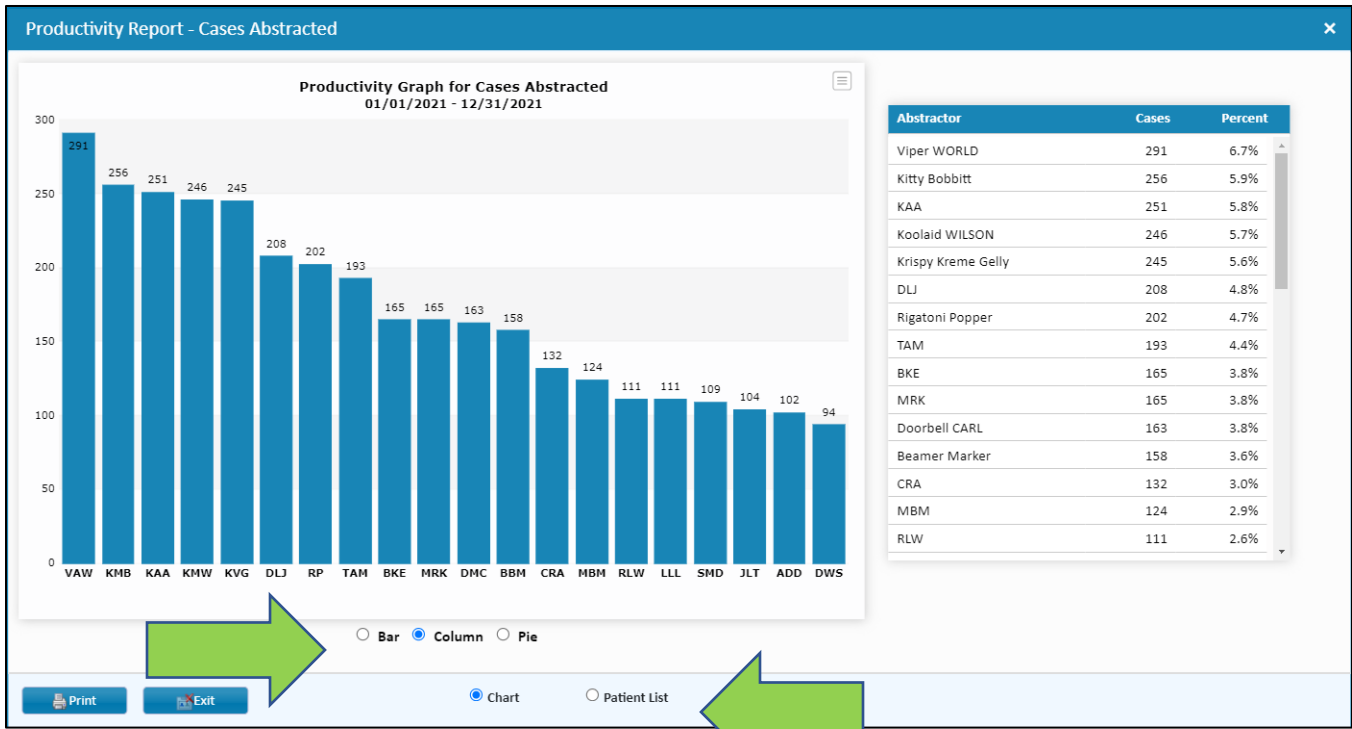 Productivity Report - Cases Abstracted ×
Productivity Graph for Cases Abstracted
01/01/2021 - 12/31/2021
300
250
200
150
100
50
0
291
256
251
246
245
208
202
193
165
165
163
158
132
124
111
111
109
104
102
94
VAW KMB KAA KMW KVG DLJ RP TAM BKE MRK DMC BBM CRA MBM RLW LLL SMD JLT ADD DWS
Bar Column Pie
Abstractor Cases Percent
Viper WORLD 291 6.7%
Kitty Bobbitt 256 5.9%
KAA 251 5.8%
Koolaid WILSON 246 5.7%
Krispy Kreme Gelly 245 5.6%
DLJ 208 4.8%
Rigatoni Popper 202 4.7%
TAM 193 4.4%
BKE 165 3.8%
MRK 165 3.8%
Doorbell CARL 163 3.8%
Beamer Marker 158 3.6%
CRA 132 3.0%
MBM 124 2.9%
RLW 111 2.6%
Print Exit Chart Patient List